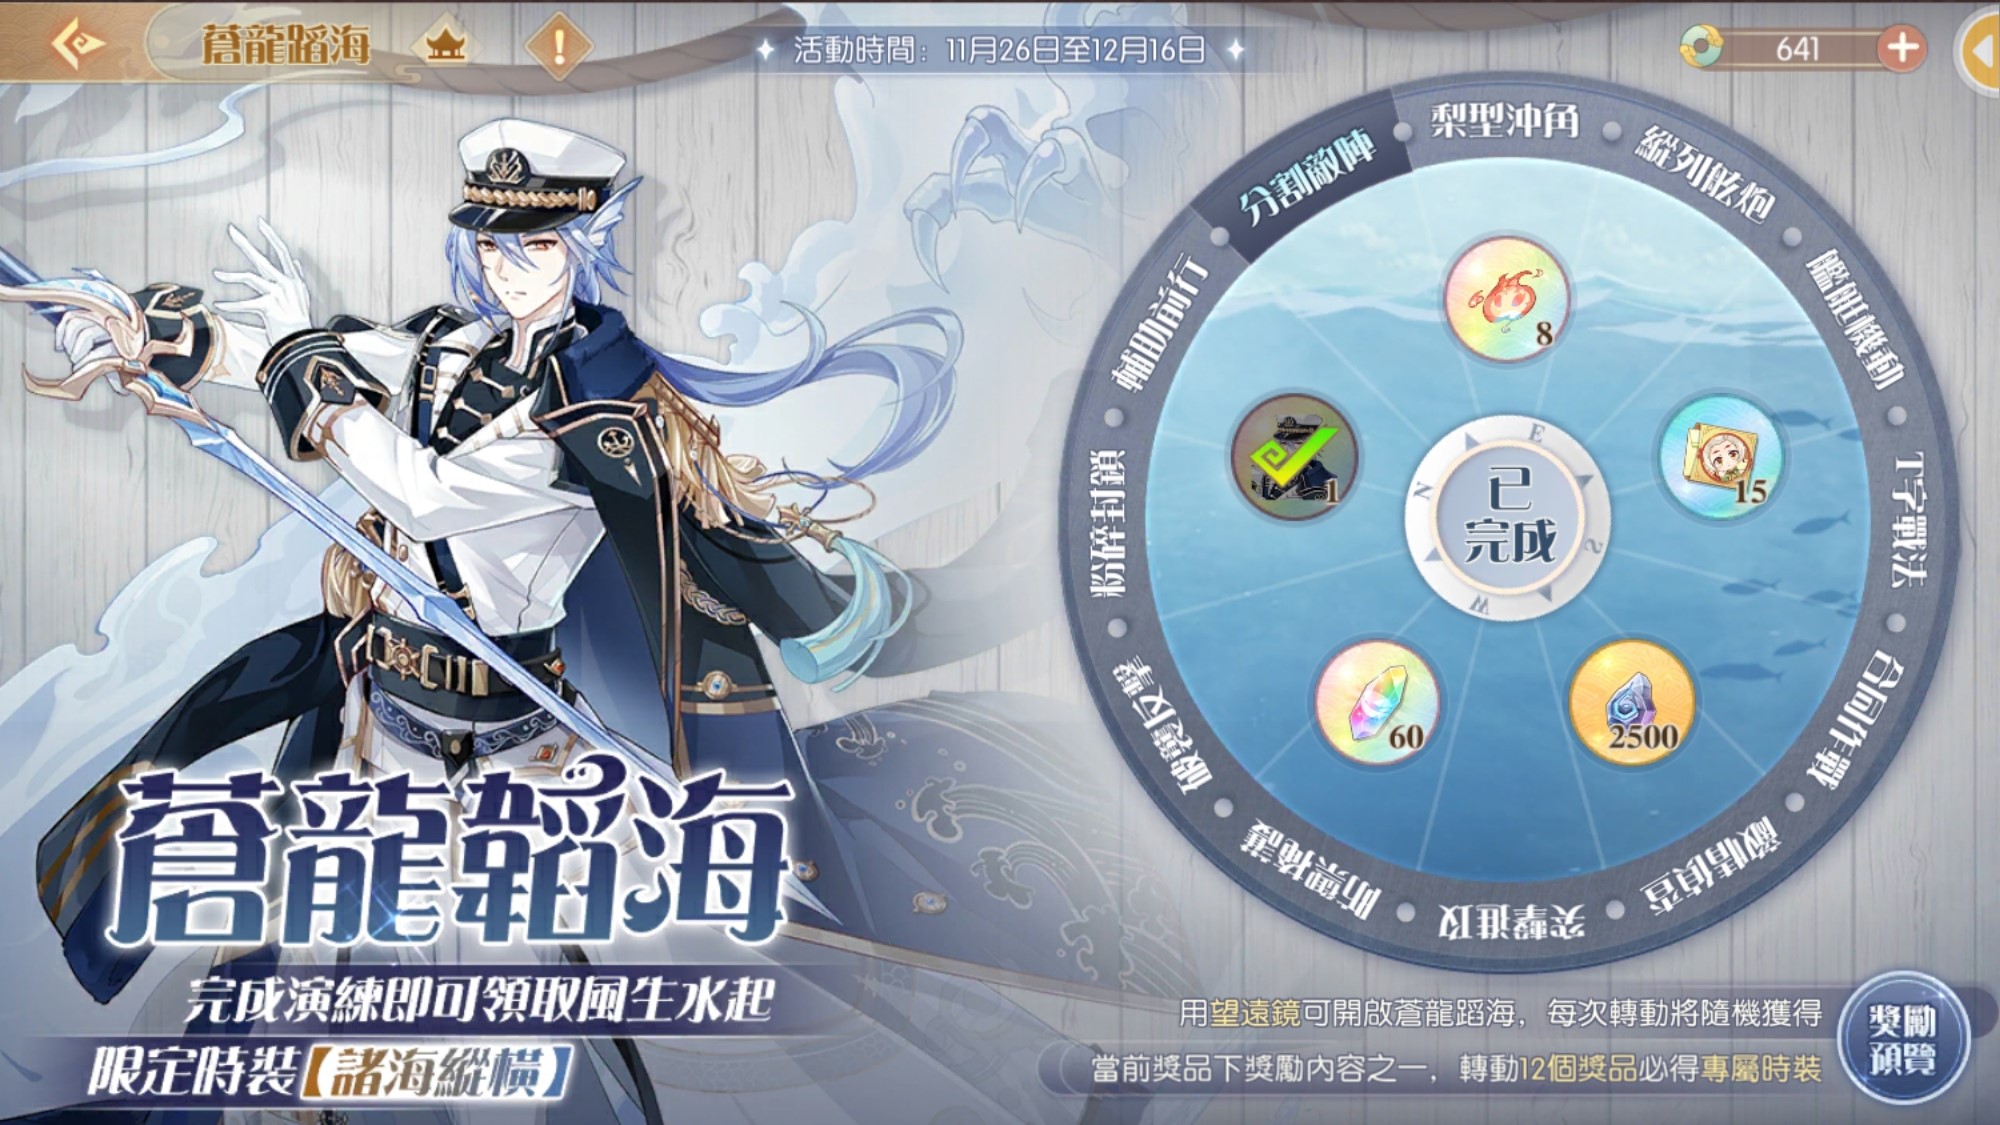 蒼龍蹈海
!
活動時間：11月26日至12月16日
641
梨型沖角
縱列舷炮
艦艇機動
T字戰法
合同作戰
敵情偵查
突擊進攻
防禦掩護
破襲反擊
粉碎封鎖
輔助前行
分割敵陣
8
15
2500
60
1
N
E
S
W
已
完成
蒼龍蹈海
完成演練即可領取風生水起
限定時裝【諸海縱橫】
用望遠鏡可開啟蒼龍蹈海，每次轉動將隨機獲得
當前獎品下獎勵內容之一，轉動12個獎品必得專屬時裝
獎勵
預覽